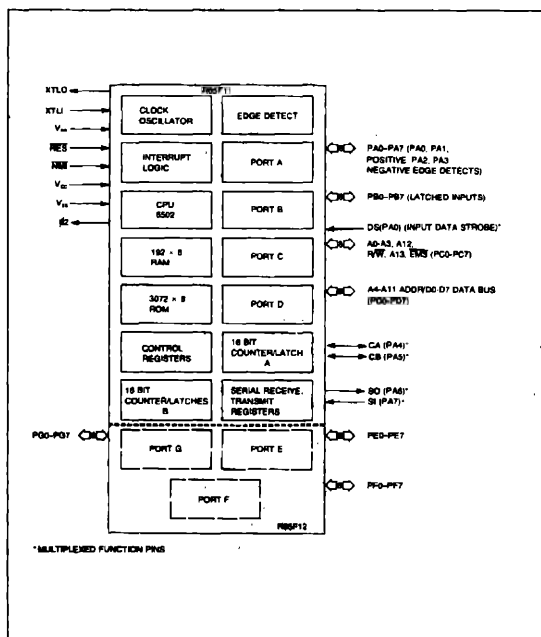 XTLO
XTLI
RES
NMI
VCC
VSS
ϕ2
R65F11
CLOCK
OSCILLATOR
EDGE DETECT
INTERRUPT
LOGIC
PORT A
CPU
6502
PORT B
192 × 8
RAM
PORT C
3072 × 8
ROM
PORT D
CONTROL
REGISTERS
16 BIT
COUNTER/LATCH
A
16 BIT
COUNTER/LATCHES
B
SERIAL RECEIVE,
TRANSMIT
REGISTERS
PORT G
PORT E
PORT F
R65F12
PG0-PG7
PA0-PA7 (PA0, PA1,
POSITIVE PA2, PA3
NEGATIVE EDGE DETECTS)
PB0-PB7 (LATCHED INPUTS)
DS(PA0) (INPUT DATA STROBE)*
A0-A3, A12,
R/W, A13, EMS (PC0-PC7)
A4-A11 ADDR/D0-D7 DATA BUS
(PD0-PD7)
CA (PA4)*
CB (PA5)*
SO (PA6)*
SI (PA7)*
PE0-PE7
PF0-PF7
*MULTIPLEXED FUNCTION PINS